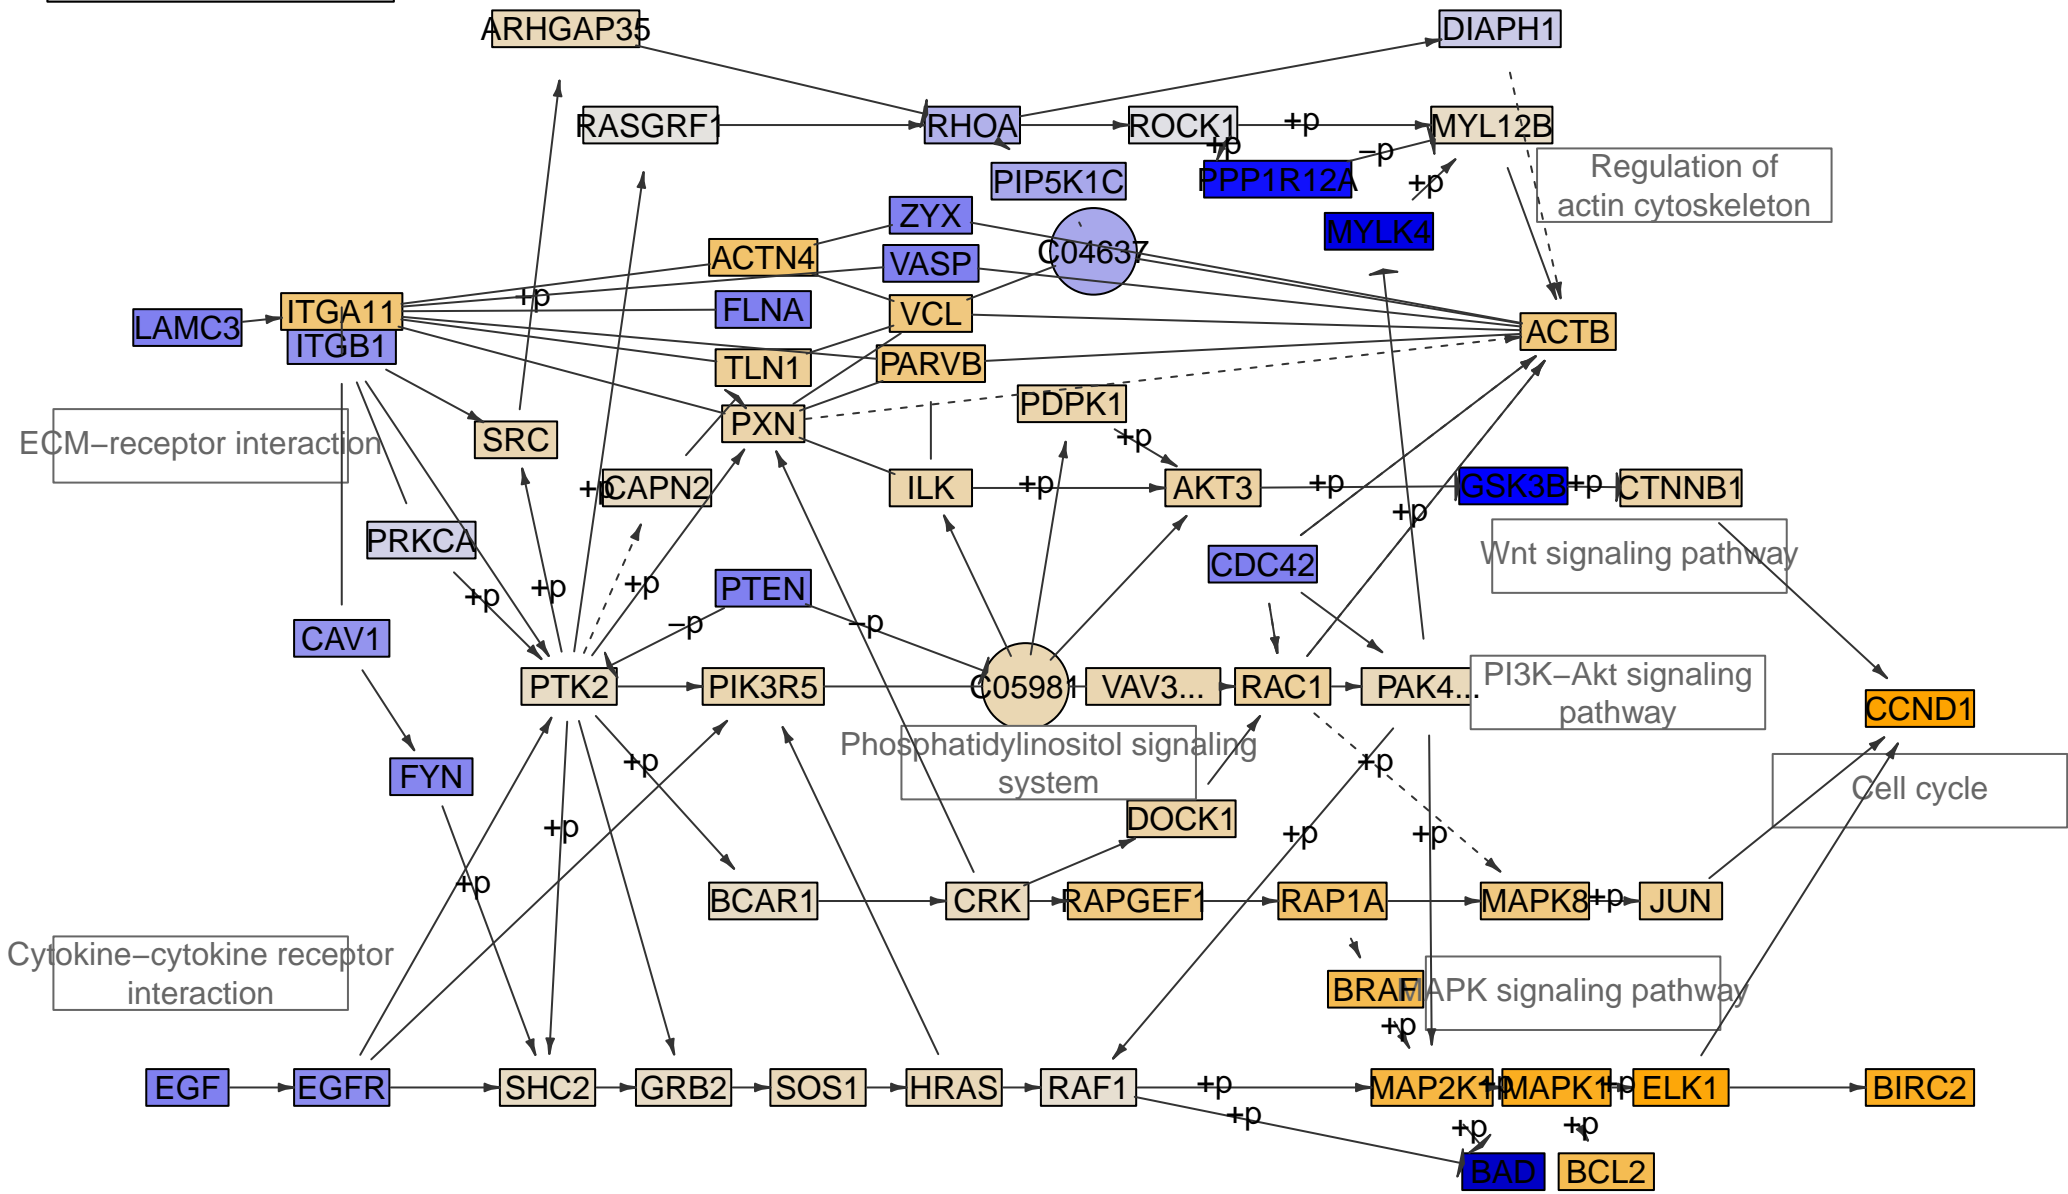 ARHGAP35
DIAPH1
RASGRF1
RHOA
ROCK1
+p
MYL12B
+p
−p
PIP5K1C
PPP1R12A
+p
Regulation of
actin cytoskeleton
ZYX
MYLK4
ACTN4
VASP
C04637
+p
ITGA11
FLNA
VCL
LAMC3
ITGB1
ACTB
TLN1
PARVB
PDPK1
PXN
+p
ECM−receptor interaction
SRC
+p
CAPN2
ILK
+p
AKT3
+p
GSK3B
+p
CTNNB1
+p
PRKCA
Wnt signaling pathway
CDC42
+p
+p
+p
PTEN
−p
−p
CAV1
PTK2
PIK3R5
C05981
VAV3...
RAC1
PAK4...
PI3K−Akt signaling
pathway
CCND1
Phosphatidylinositol signaling
system
+p
+p
FYN
Cell cycle
+p
DOCK1
+p
+p
+p
BCAR1
CRK
RAPGEF1
RAP1A
MAPK8
+p
JUN
Cytokine−cytokine receptor
interaction
BRAF
MAPK signaling pathway
+p
EGF
EGFR
SHC2
GRB2
SOS1
HRAS
RAF1
+p
MAP2K1
+p
MAPK1
+p
ELK1
BIRC2
+p
+p
+p
BAD
BCL2